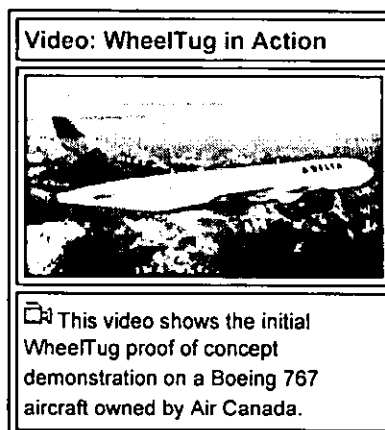 Video: WheelTug in Action
DELTA
This video shows the initial
WheelTug proof of concept
demonstration on a Boeing 767
aircraft owned by Air Canada.